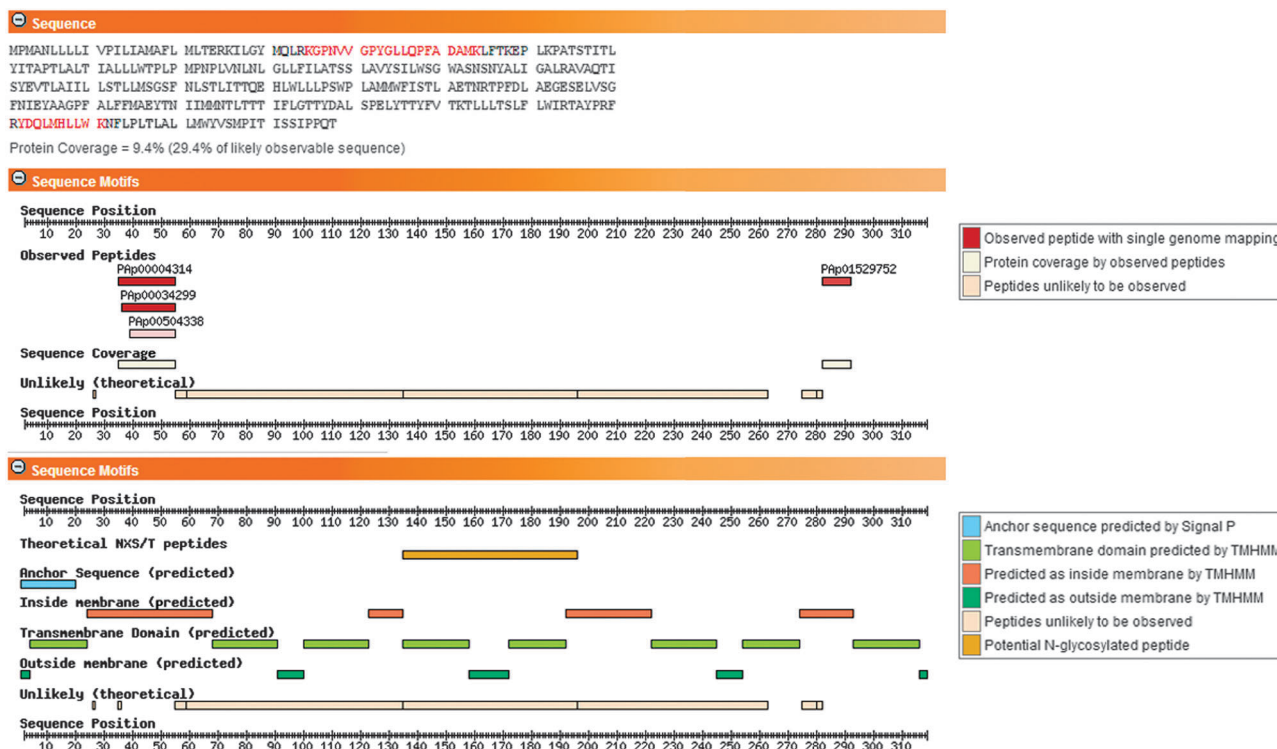 Sequence
MPMANLLLLI VPILIAMAFL MLTERKILGY MQLRKGPNVV GPYGLLQPFA DAMKLFTKEP LKPATSTITL
YITAPTLALT IALLLWTPLP MPNPLVNLNL GLLFILATSS LAVYSILWSG WASNSNYALI GALRAVAQTI
SYEVTLAIIL LSTLLMSGSF NLSTLITTQE HLWLLLPSWP LAMMWFISTL AETNRTPFDL AEGESELVSG
FNIEYAAGPF ALFFMAEYTN IIMMNTLTTT IFLGTTYDAL SPELYTTYFV TKTLLLTSLF LWIRTAYPRF
RYDQLMHLLW KNFLPLTLAL LMWYVSMPIT ISSIPPQT
Protein Coverage = 9.4% (29.4% of likely observable sequence)
Sequence Motifs
Sequence Position
10 20 30 40 50 60 70 80 90 100 110 120 130 140 150 160 170 180 190 200 210 220 230 240 250 260 270 280 290 300 310
Observed Peptides
PAp00004314 PAp01529752
PAp00034299
PAp00504338
Sequence Coverage
Unlikely (theoretical)
Sequence Position
10 20 30 40 50 60 70 80 90 100 110 120 130 140 150 160 170 180 190 200 210 220 230 240 250 260 270 280 290 300 310
Observed peptide with single genome mapping
Protein coverage by observed peptides
Peptides unlikely to be observed
Sequence Motifs
Sequence Position
10 20 30 40 50 60 70 80 90 100 110 120 130 140 150 160 170 180 190 200 210 220 230 240 250 260 270 280 290 300 310
Theoretical NXS/T peptides
Anchor Sequence (predicted)
Inside membrane (predicted)
Transmembrane Domain (predicted)
Outside membrane (predicted)
Unlikely (theoretical)
Sequence Position
10 20 30 40 50 60 70 80 90 100 110 120 130 140 150 160 170 180 190 200 210 220 230 240 250 260 270 280 290 300 310
Anchor sequence predicted by Signal P
Transmembrane domain predicted by TMHMM
Predicted as inside membrane by TMHMM
Predicted as outside membrane by TMHMM
Peptides unlikely to be observed
Potential N-glycosylated peptide